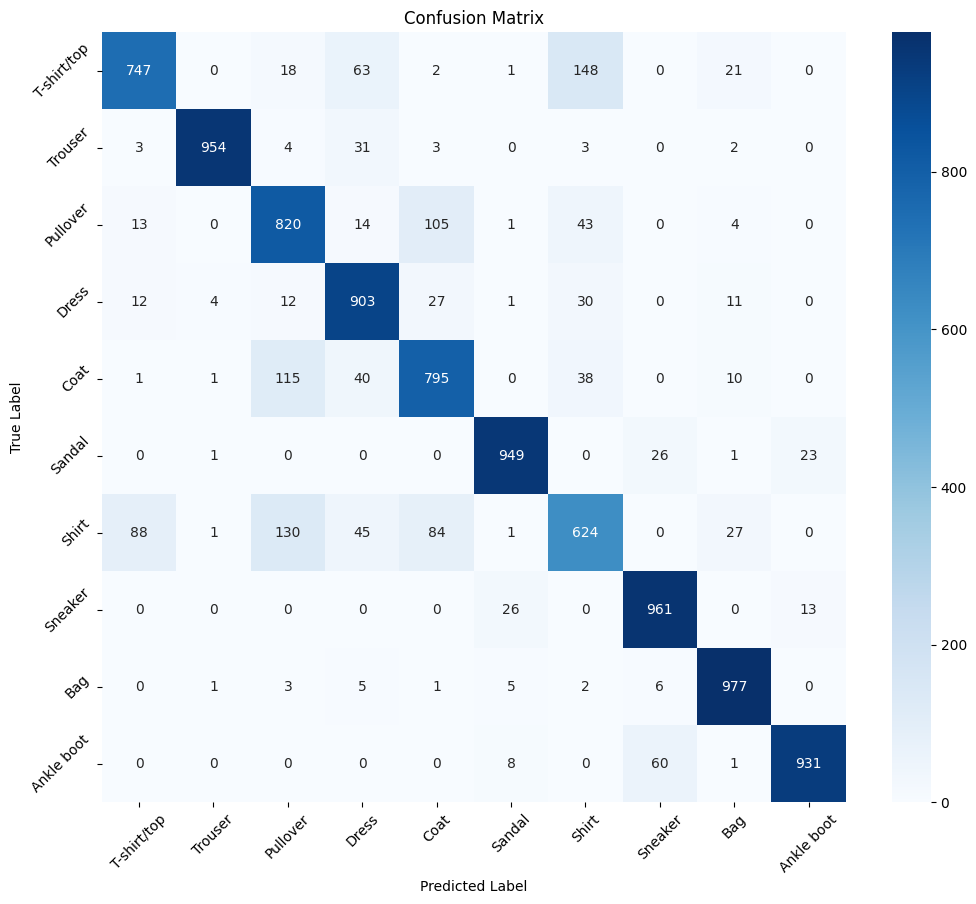 Confusion Matrix
T-shirt/top 747 0 18 63 2 1 148 0 21 0
Trouser 3 954 4 31 3 0 3 0 2 0
800
Pullover 13 0 820 14 105 1 43 0 4 0
Dress 12 4 12 903 27 1 30 0 11 0
600
Coat 1 1 115 40 795 0 38 0 10 0
True Label
Sandal 0 1 0 0 0 949 0 26 1 23
400
Shirt 88 1 130 45 84 1 624 0 27 0
Sneaker 0 0 0 0 0 26 0 961 0 13
200
Bag 0 1 3 5 1 5 2 6 977 0
Ankle boot 0 0 0 0 0 8 0 60 1 931
0
T-shirt/top Trouser Pullover Dress Coat Sandal Shirt Sneaker Bag Ankle boot
Predicted Label